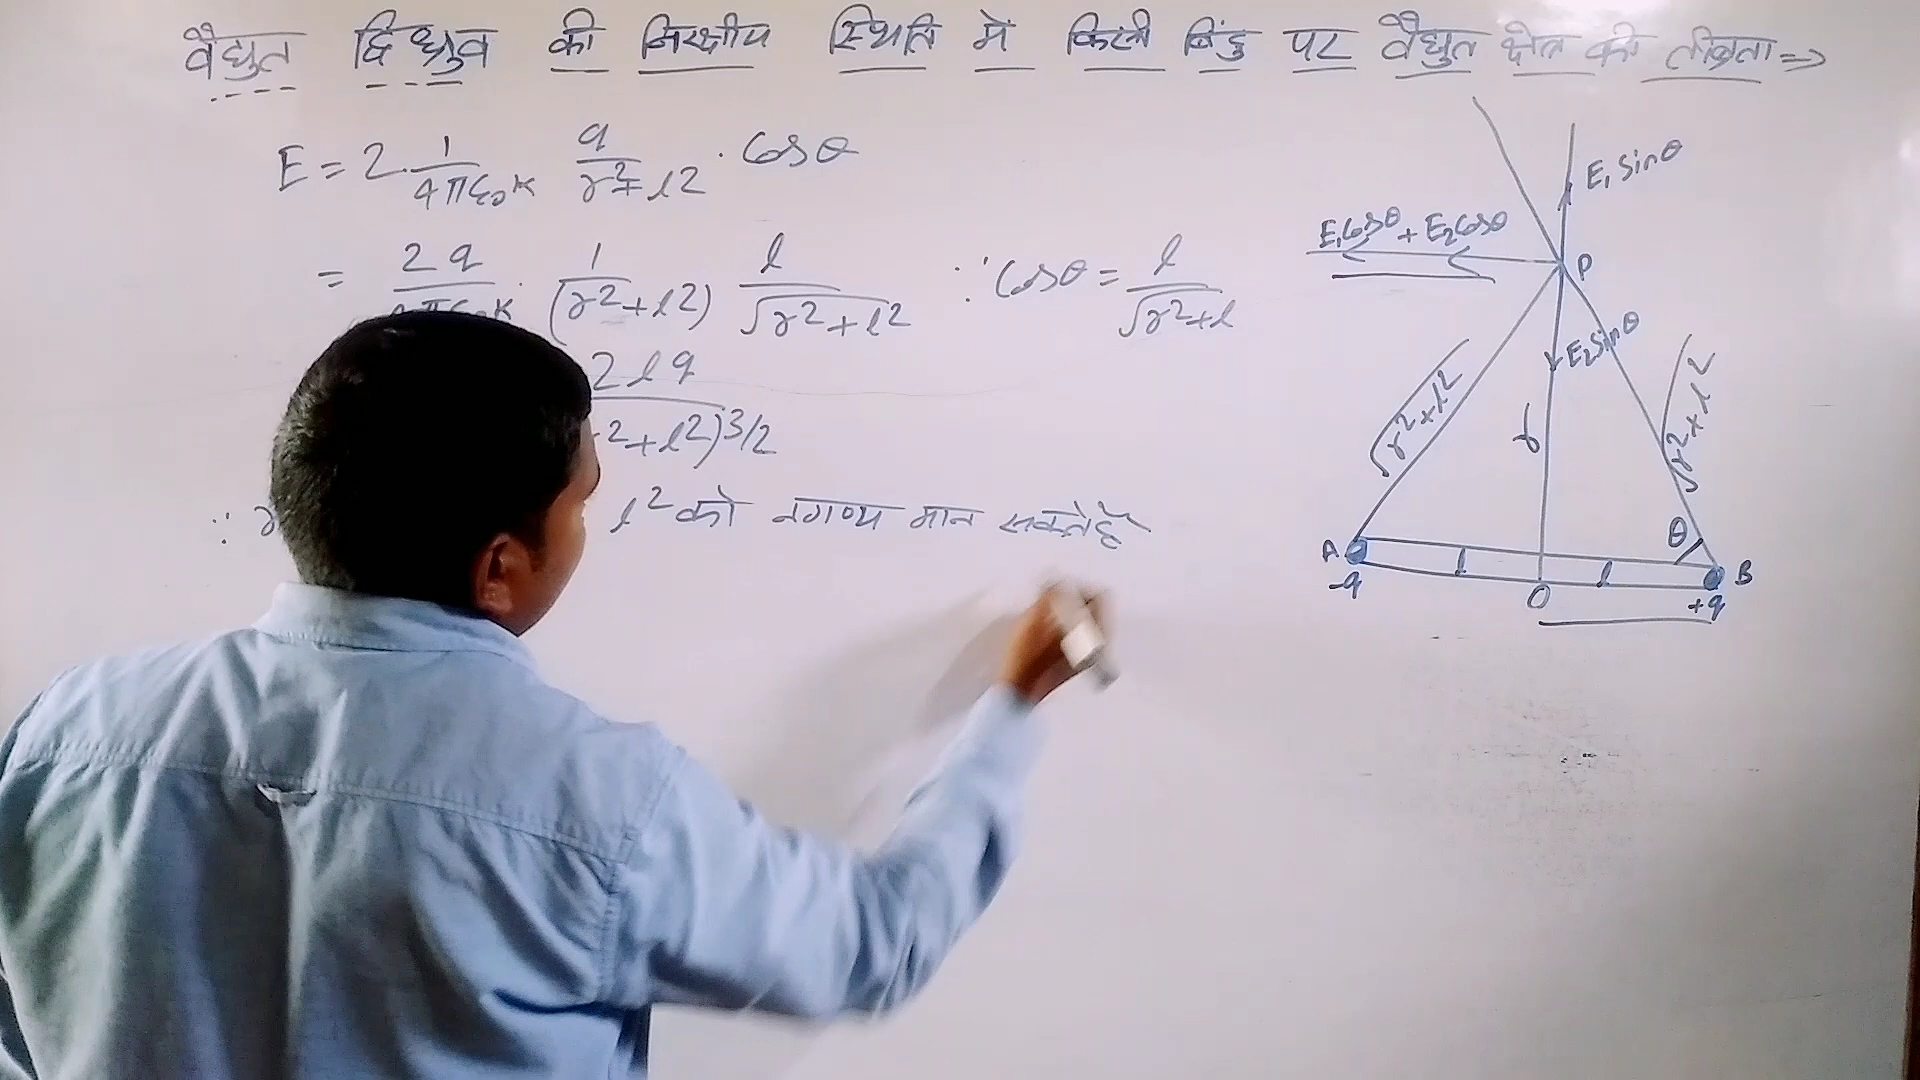 वैद्युत द्विध्रुव की निरक्षीय स्थिति में किसी बिंदु पर वैद्युत क्षेत्र की तीव्रता ⇒
E = 2 · 1/4πε₀K q/r²+l² · Cosθ
= 2q/4πε₀K · 1/(r²+l²) l/√r²+l² ∵ Cosθ = l/√r²+l
2lq
²+l²)3/2
∵ r l² को नगण्य मान सकते हैं
E₁ Sinθ
E₁Cosθ + E₂Cosθ
P
E₂Sinθ
√r²+l²
r
√r²+l²
θ
A l l B
-q O +q